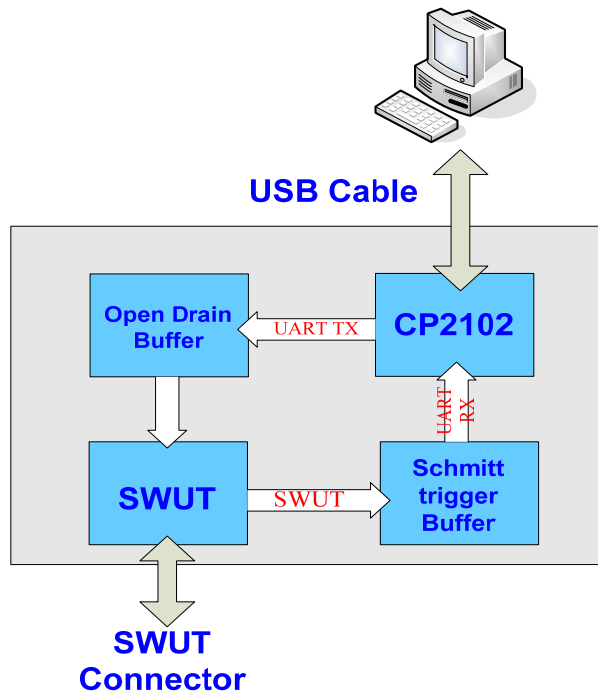 USB Cable
Open Drain
Buffer
UART TX
CP2102
UART
RX
SWUT
SWUT
Schmitt
trigger
Buffer
SWUT
Connector